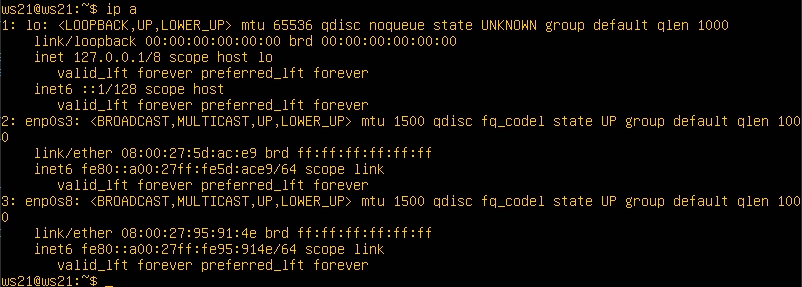 ws21@ws21:~$ ip a
1: lo: <LOOPBACK,UP,LOWER_UP> mtu 65536 qdisc noqueue state UNKNOWN group default qlen 1000
    link/loopback 00:00:00:00:00:00 brd 00:00:00:00:00:00
    inet 127.0.0.1/8 scope host lo
       valid_lft forever preferred_lft forever
    inet6 ::1/128 scope host
       valid_lft forever preferred_lft forever
2: enp0s3: <BROADCAST,MULTICAST,UP,LOWER_UP> mtu 1500 qdisc fq_codel state UP group default qlen 100
0
    link/ether 08:00:27:5d:ac:e9 brd ff:ff:ff:ff:ff:ff
    inet6 fe80::a00:27ff:fe5d:ace9/64 scope link
       valid_lft forever preferred_lft forever
3: enp0s8: <BROADCAST,MULTICAST,UP,LOWER_UP> mtu 1500 qdisc fq_codel state UP group default qlen 100
0
    link/ether 08:00:27:95:91:4e brd ff:ff:ff:ff:ff:ff
    inet6 fe80::a00:27ff:fe95:914e/64 scope link
       valid_lft forever preferred_lft forever
ws21@ws21:~$ _